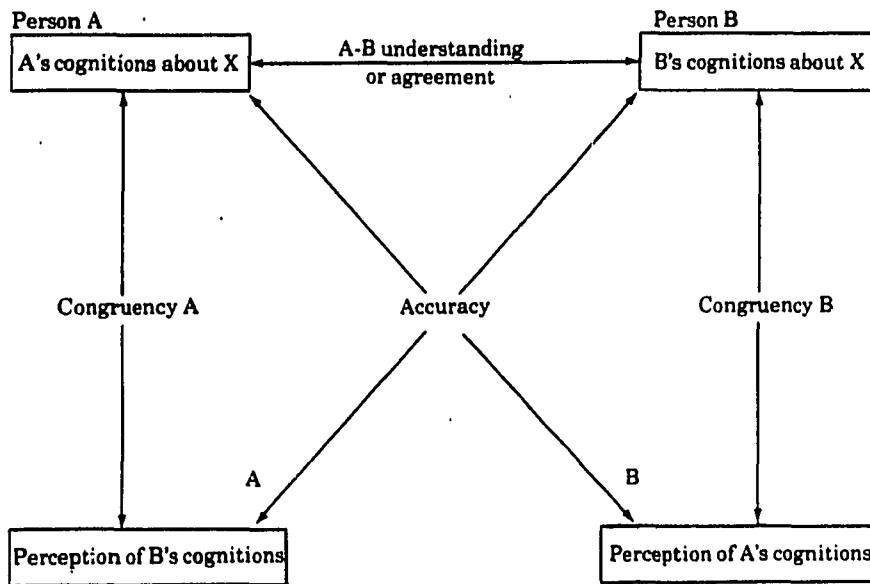 Person A
Person B
A's cognitions about X
A-B understanding
or agreement
B's cognitions about X
Congruency A
Accuracy
Congruency B
A
B
Perception of B's cognitions
Perception of A's cognitions